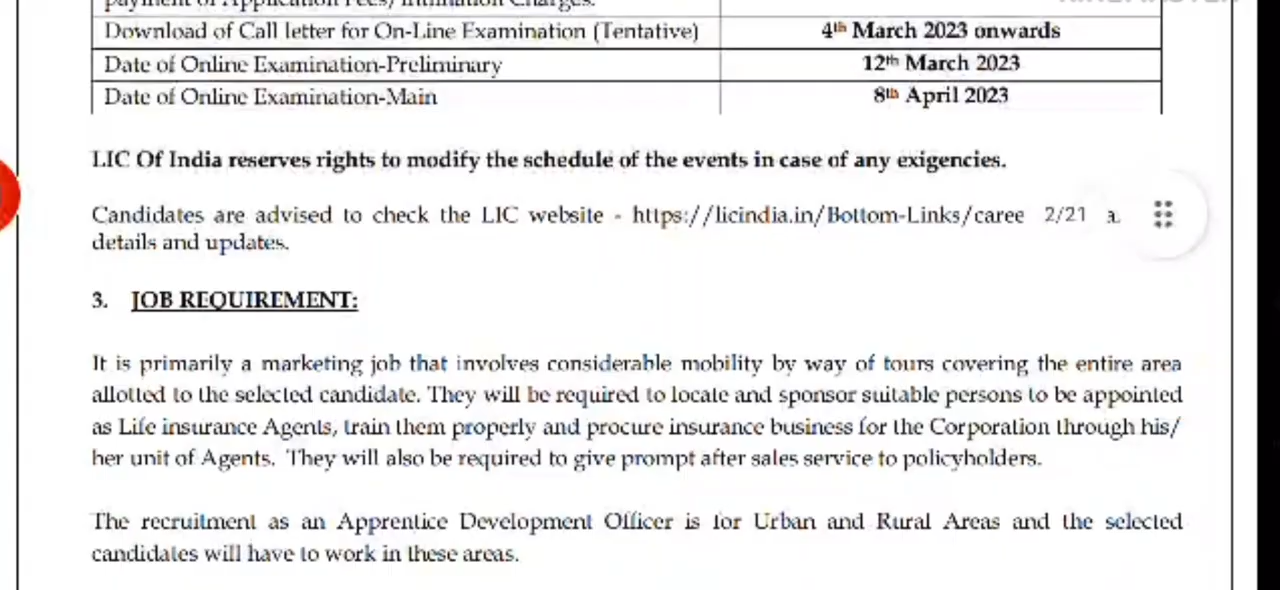 payment of Application Fees/ Intimation Charges.
Download of Call letter for On-Line Examination (Tentative) 4th March 2023 onwards
Date of Online Examination-Preliminary 12th March 2023
Date of Online Examination-Main 8th April 2023
LIC Of India reserves rights to modify the schedule of the events in case of any exigencies.
Candidates are advised to check the LIC website - https://licindia.in/Bottom-Links/caree 2/21
details and updates.
3. JOB REQUIREMENT:
It is primarily a marketing job that involves considerable mobility by way of tours covering the entire area
allotted to the selected candidate. They will be required to locate and sponsor suitable persons to be appointed
as Life insurance Agents, train them properly and procure insurance business for the Corporation through his/
her unit of Agents. They will also be required to give prompt after sales service to policyholders.
The recruitment as an Apprentice Development Officer is for Urban and Rural Areas and the selected
candidates will have to work in these areas.